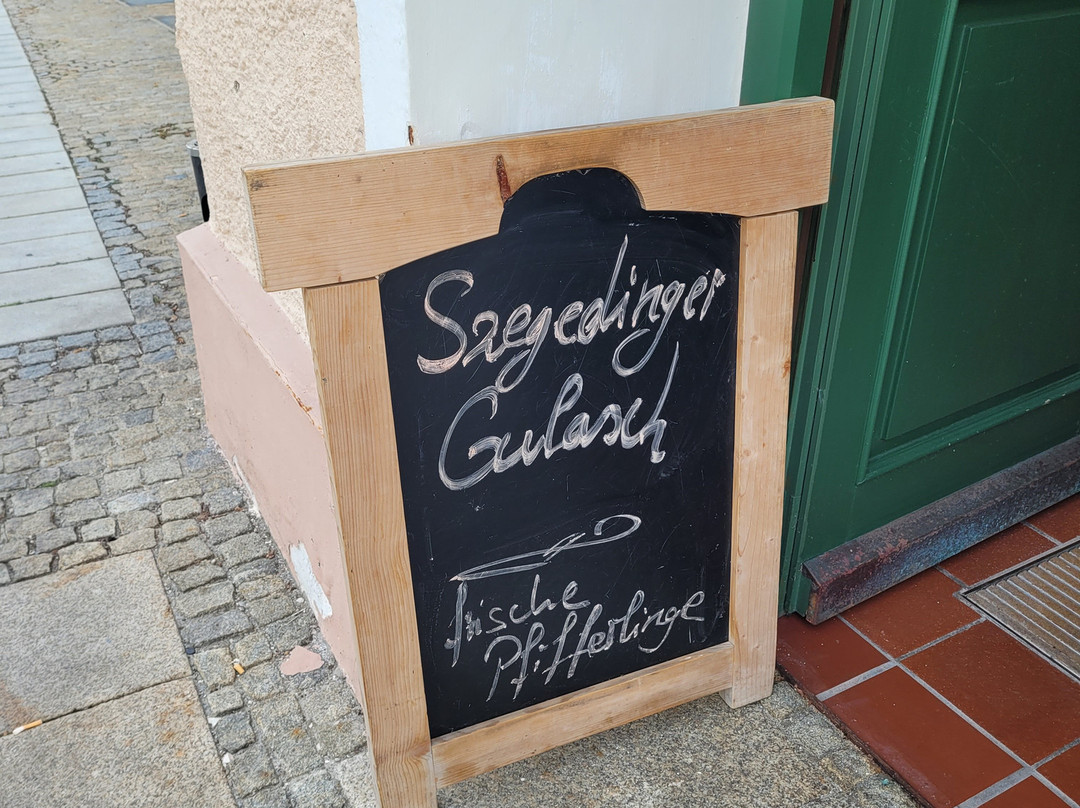 Szegedinger
Gulasch
frische
Pfifferlinge